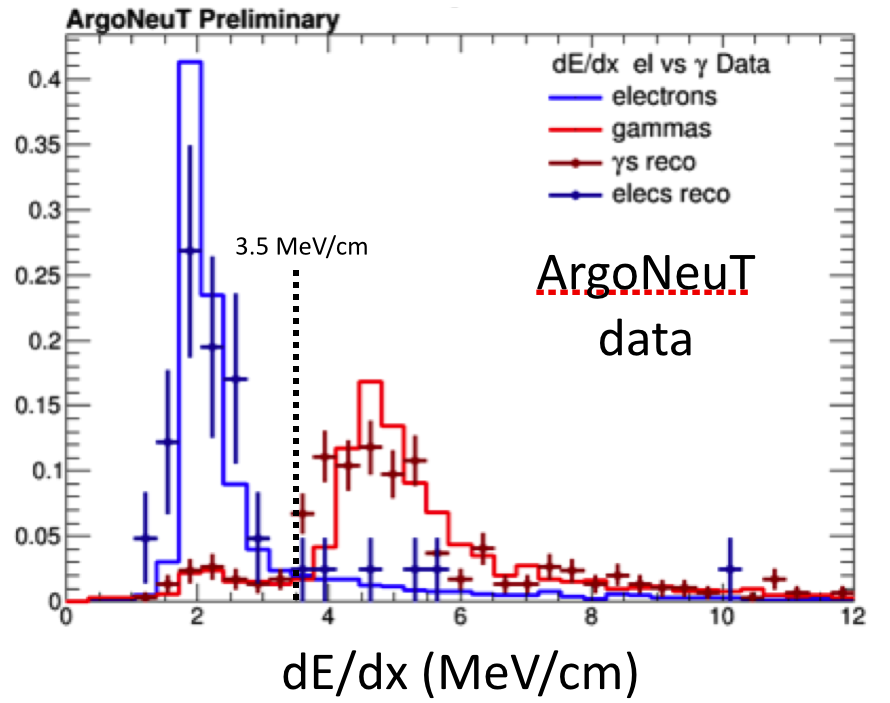 ArgoNeuT Preliminary
dE/dx el vs γ Data
electrons
gammas
γs reco
elecs reco
3.5 MeV/cm
ArgoNeuT
data
0.4
0.35
0.3
0.25
0.2
0.15
0.1
0.05
0
0 2 4 6 8 10 12
dE/dx (MeV/cm)